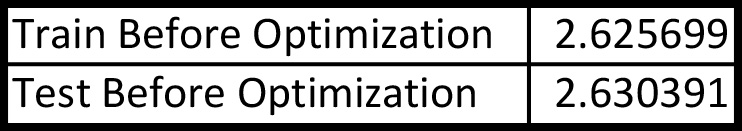 Train Before Optimization 2.625699
Test Before Optimization 2.630391